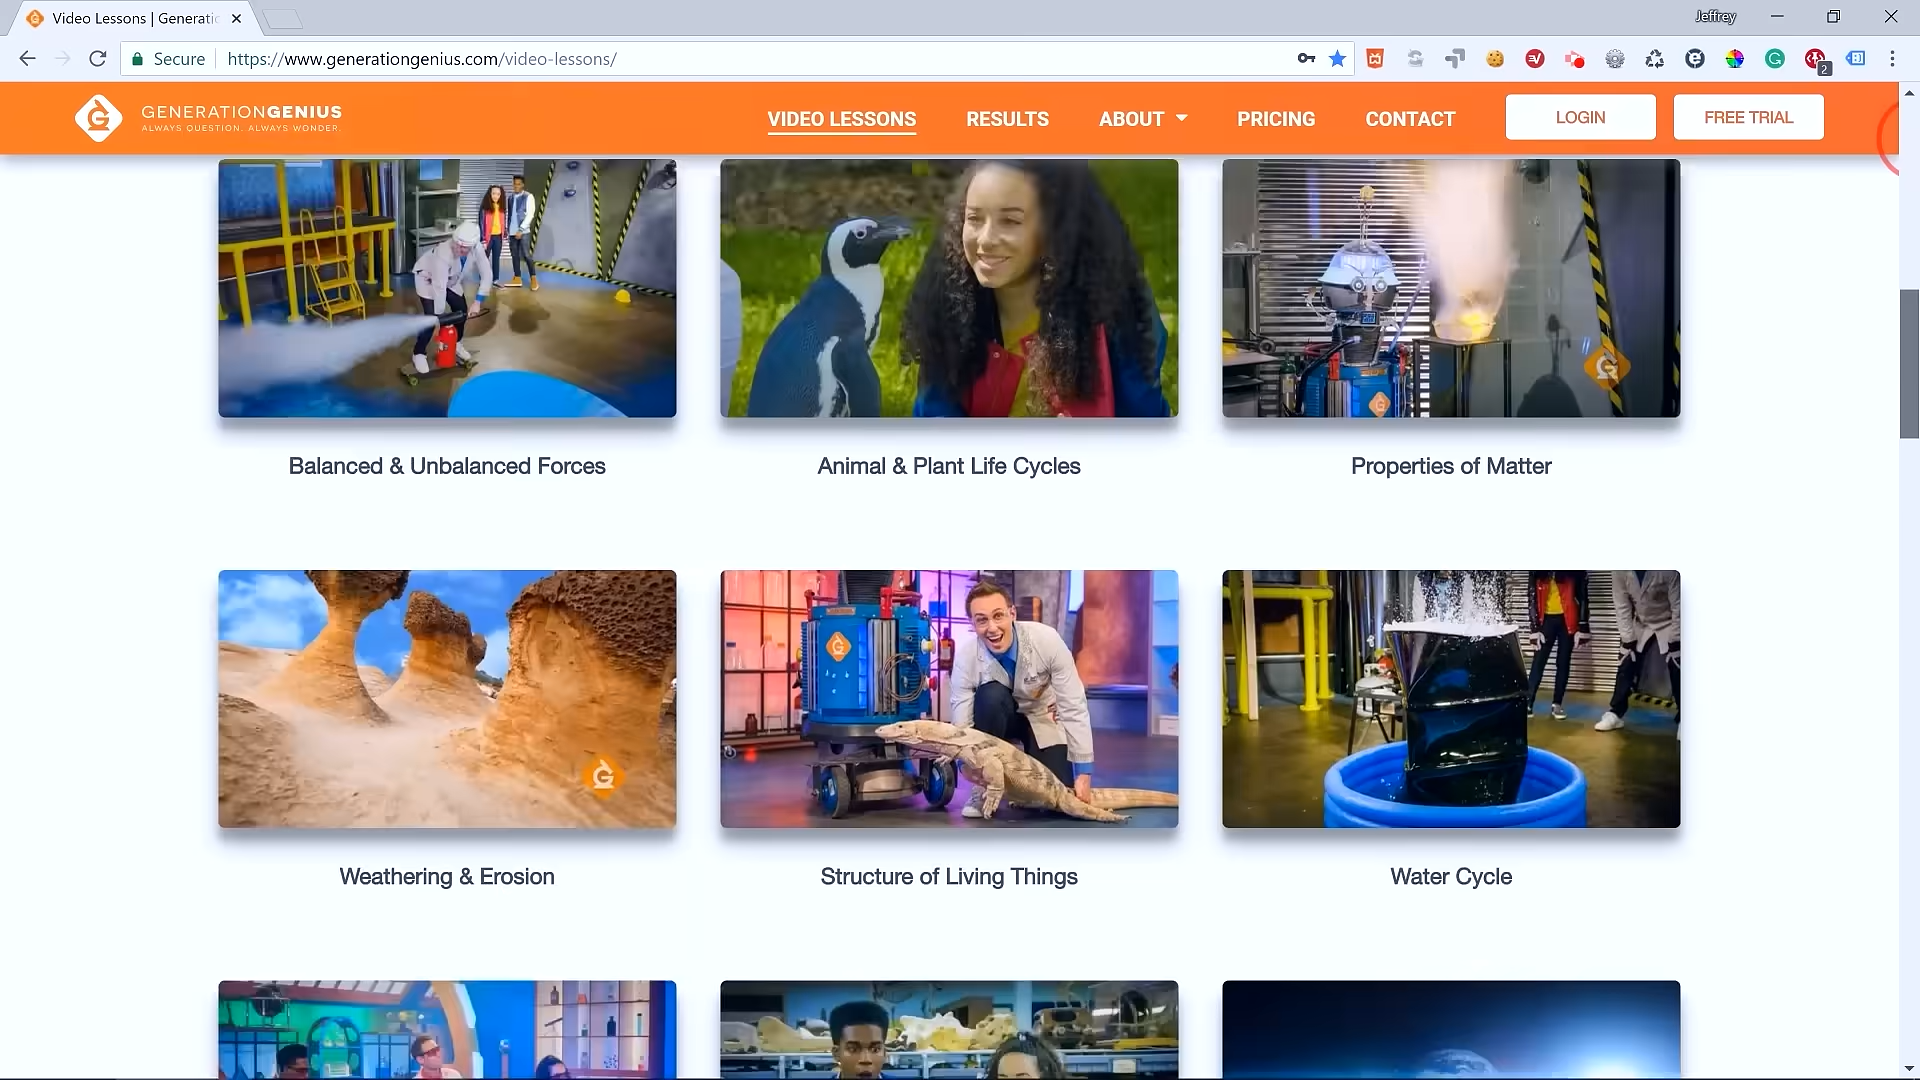 Video Lessons | Generati
Jeffrey
Secure
https://www.generationgenius.com/video-lessons/
2
GENERATIONGENIUS
ALWAYS QUESTION. ALWAYS WONDER.
VIDEO LESSONS
RESULTS
ABOUT
PRICING
CONTACT
LOGIN
FREE TRIAL
Balanced & Unbalanced Forces
Animal & Plant Life Cycles
Properties of Matter
Weathering & Erosion
Structure of Living Things
Water Cycle